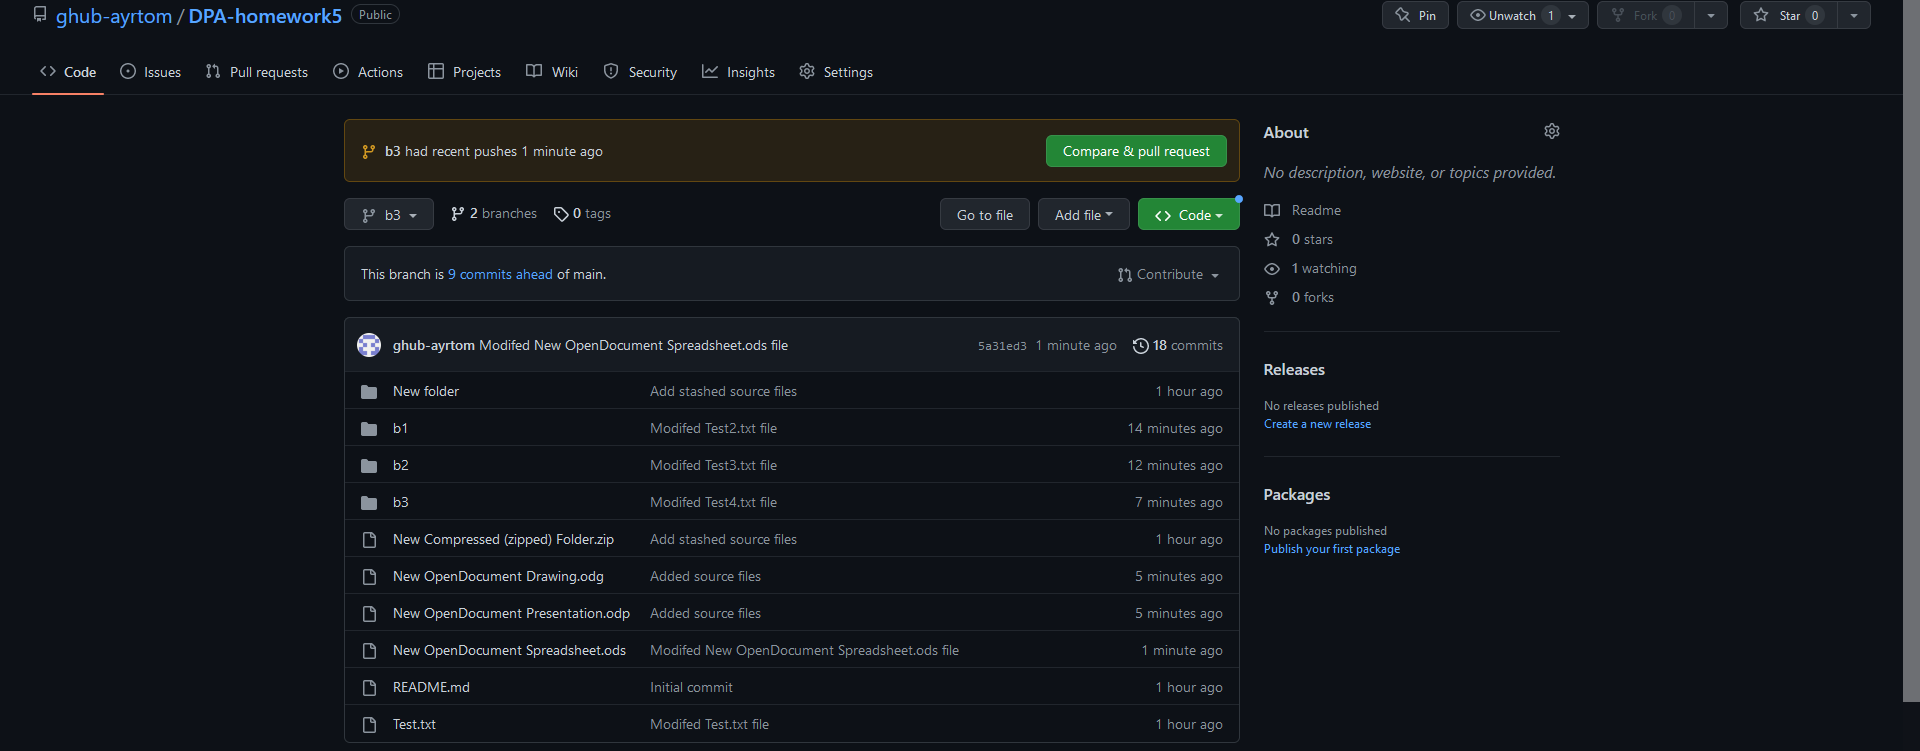 ghub-ayrtom / DPA-homework5 Public
Pin Unwatch 1 Fork 0 Star 0
Code Issues Pull requests Actions Projects Wiki Security Insights Settings
b3 had recent pushes 1 minute ago Compare & pull request
b3 2 branches 0 tags Go to file Add file Code
This branch is 9 commits ahead of main. Contribute
ghub-ayrtom Modifed New OpenDocument Spreadsheet.ods file 5a31ed3 1 minute ago 18 commits
New folder Add stashed source files 1 hour ago
b1 Modifed Test2.txt file 14 minutes ago
b2 Modifed Test3.txt file 12 minutes ago
b3 Modifed Test4.txt file 7 minutes ago
New Compressed (zipped) Folder.zip Add stashed source files 1 hour ago
New OpenDocument Drawing.odg Added source files 5 minutes ago
New OpenDocument Presentation.odp Added source files 5 minutes ago
New OpenDocument Spreadsheet.ods Modifed New OpenDocument Spreadsheet.ods file 1 minute ago
README.md Initial commit 1 hour ago
Test.txt Modifed Test.txt file 1 hour ago
About
No description, website, or topics provided.
Readme
0 stars
1 watching
0 forks
Releases
No releases published
Create a new release
Packages
No packages published
Publish your first package